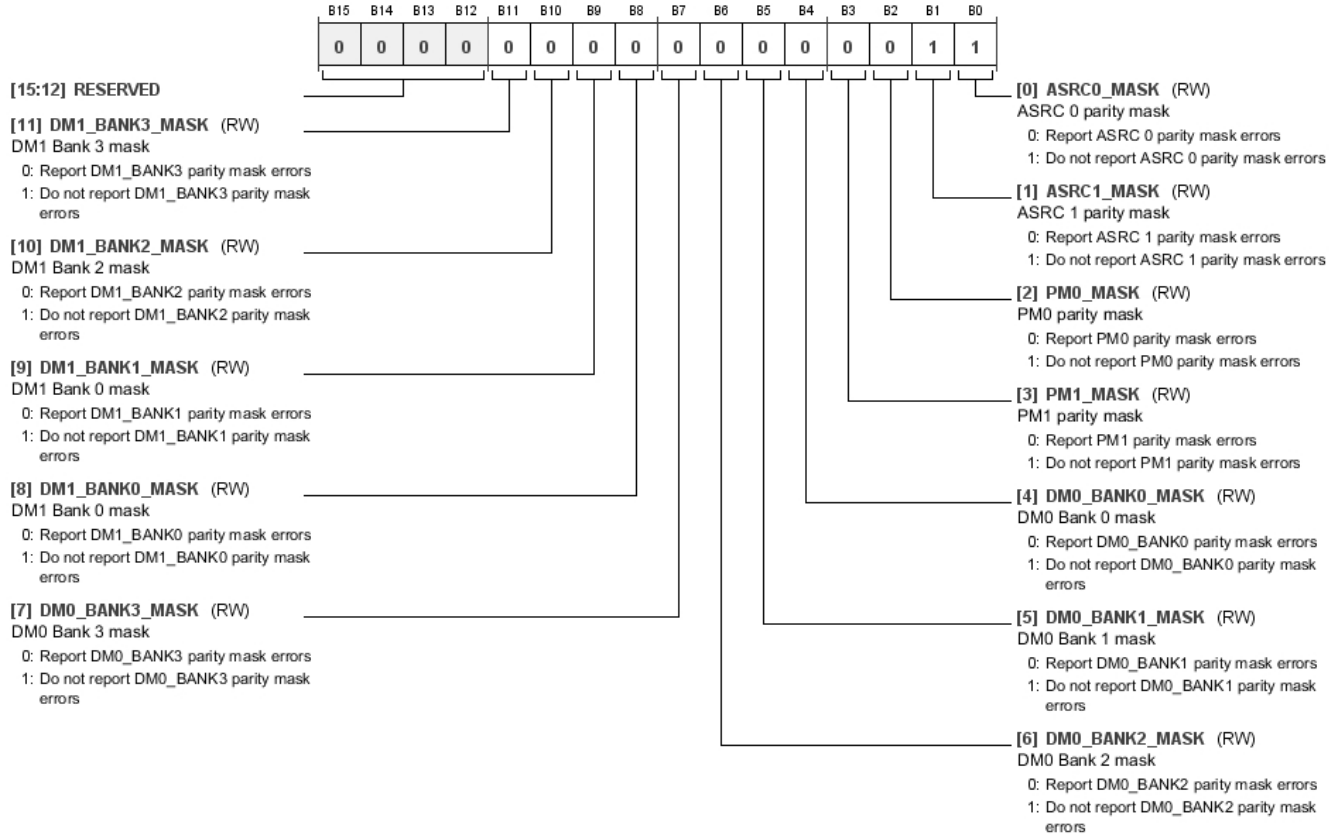 B15 B14 B13 B12 B11 B10 B9 B8 B7 B6 B5 B4 B3 B2 B1 B0
0 0 0 0 0 0 0 0 0 0 0 0 0 0 1 1
[15:12] RESERVED
[11] DM1_BANK3_MASK (RW)
DM1 Bank 3 mask
0: Report DM1_BANK3 parity mask errors
1: Do not report DM1_BANK3 parity mask
errors
[10] DM1_BANK2_MASK (RW)
DM1 Bank 2 mask
0: Report DM1_BANK2 parity mask errors
1: Do not report DM1_BANK2 parity mask
errors
[9] DM1_BANK1_MASK (RW)
DM1 Bank 0 mask
0: Report DM1_BANK1 parity mask errors
1: Do not report DM1_BANK1 parity mask
errors
[8] DM1_BANK0_MASK (RW)
DM1 Bank 0 mask
0: Report DM1_BANK0 parity mask errors
1: Do not report DM1_BANK0 parity mask
errors
[7] DM0_BANK3_MASK (RW)
DM0 Bank 3 mask
0: Report DM0_BANK3 parity mask errors
1: Do not report DM0_BANK3 parity mask
errors
[0] ASRC0_MASK (RW)
ASRC 0 parity mask
0: Report ASRC 0 parity mask errors
1: Do not report ASRC 0 parity mask errors
[1] ASRC1_MASK (RW)
ASRC 1 parity mask
0: Report ASRC 1 parity mask errors
1: Do not report ASRC 1 parity mask errors
[2] PM0_MASK (RW)
PM0 parity mask
0: Report PM0 parity mask errors
1: Do not report PM0 parity mask errors
[3] PM1_MASK (RW)
PM1 parity mask
0: Report PM1 parity mask errors
1: Do not report PM1 parity mask errors
[4] DM0_BANK0_MASK (RW)
DM0 Bank 0 mask
0: Report DM0_BANK0 parity mask errors
1: Do not report DM0_BANK0 parity mask
errors
[5] DM0_BANK1_MASK (RW)
DM0 Bank 1 mask
0: Report DM0_BANK1 parity mask errors
1: Do not report DM0_BANK1 parity mask
errors
[6] DM0_BANK2_MASK (RW)
DM0 Bank 2 mask
0: Report DM0_BANK2 parity mask errors
1: Do not report DM0_BANK2 parity mask
errors